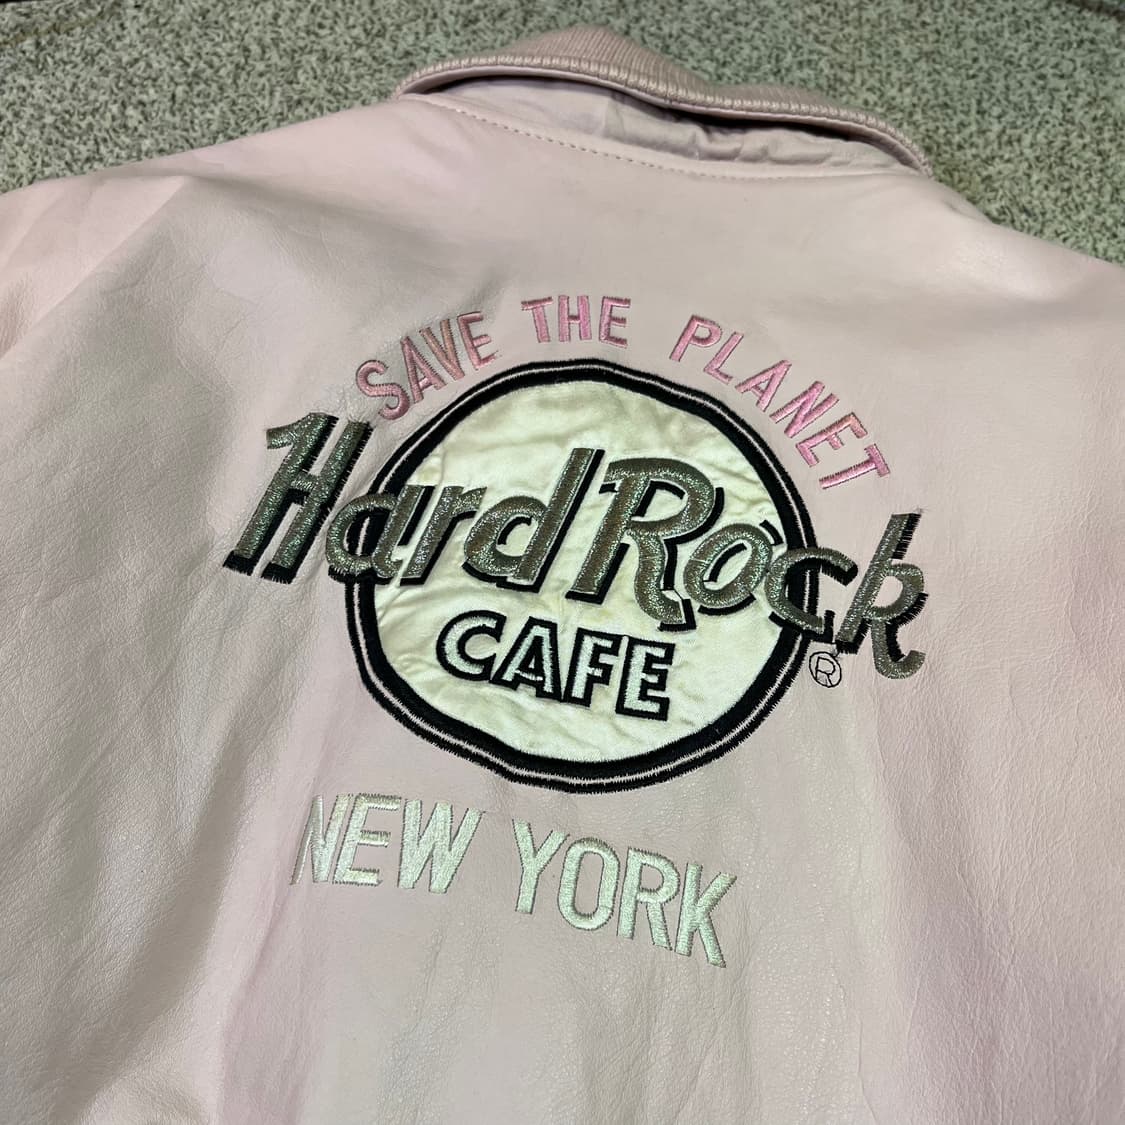 SAVE THE PLANET
Hard Rock
CAFE
®
NEW YORK